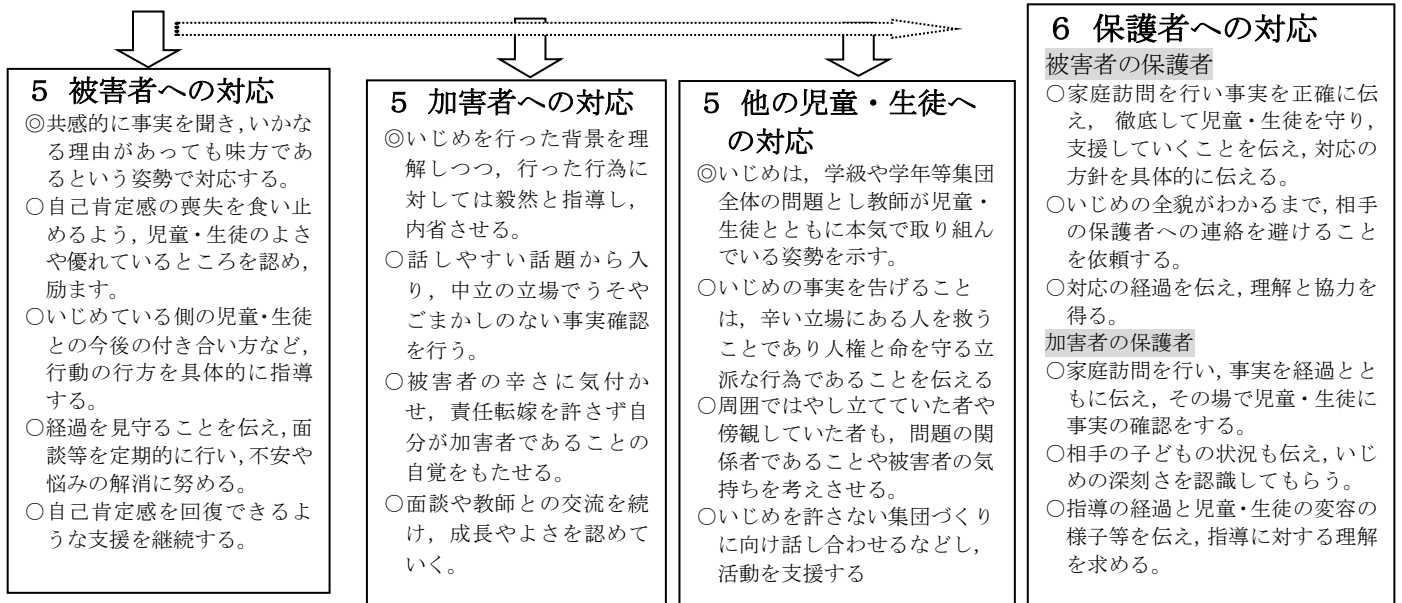 5 被害者への対応
◎共感的に事実を聞き,いかな
る理由があっても味方であ
るという姿勢で対応する。
○自己肯定感の喪失を食い止
めるよう,児童・生徒のよさ
や優れているところを認め,
励ます。
○いじめている側の児童・生徒
との今後の付き合い方など,
行動の行方を具体的に指導
する。
○経過を見守ることを伝え,面
談等を定期的に行い,不安や
悩みの解消に努める。
○自己肯定感を回復できるよ
うな支援を継続する。
5 加害者への対応
◎いじめを行った背景を理
解しつつ,行った行為に
対しては毅然と指導し,
内省させる。
○話しやすい話題から入
り,中立の立場でうそや
ごまかしのない事実確認
を行う。
○被害者の辛さに気付か
せ,責任転嫁を許さず自
分が加害者であることの
自覚をもたせる。
○面談や教師との交流を続
け,成長やよさを認めて
いく。
5 他の児童・生徒へ
の対応
◎いじめは,学級や学年等集団
全体の問題とし教師が児童・
生徒とともに本気で取り組ん
でいる姿勢を示す。
○いじめの事実を告げること
は,辛い立場にある人を救う
ことであり人権と命を守る立
派な行為であることを伝える
○周囲ではやし立てていた者や
傍観していた者も,問題の関
係者であることや被害者の気
持ちを考えさせる。
○いじめを許さない集団づくり
に向け話し合わせるなどし,
活動を支援する
6 保護者への対応
被害者の保護者
○家庭訪問を行い事実を正確に伝
え, 徹底して児童・生徒を守り,
支援していくことを伝え,対応の
方針を具体的に伝える。
○いじめの全貌がわかるまで,相手
の保護者への連絡を避けること
を依頼する。
○対応の経過を伝え,理解と協力を
得る。
加害者の保護者
○家庭訪問を行い,事実を経過とと
もに伝え,その場で児童・生徒に
事実の確認をする。
○相手の子どもの状況も伝え,いじ
めの深刻さを認識してもらう。
○指導の経過と児童・生徒の変容の
様子等を伝え,指導に対する理解
を求める。